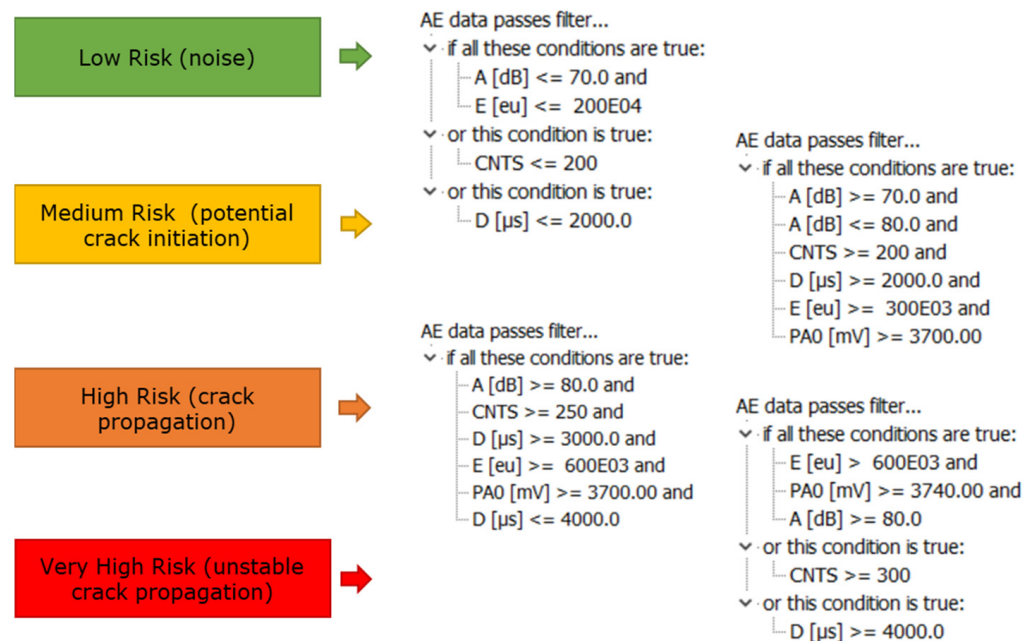 Low Risk (noise)
AE data passes filter...
if all these conditions are true:
A [dB] <= 70.0 and
E [eu] <= 200E04
or this condition is true:
CNTS <= 200
or this condition is true:
D [µs] <= 2000.0
Medium Risk (potential
crack initiation)
AE data passes filter...
if all these conditions are true:
A [dB] >= 70.0 and
A [dB] <= 80.0 and
CNTS >= 200 and
D [µs] >= 2000.0 and
E [eu] >= 300E03 and
PA0 [mV] >= 3700.00
High Risk (crack
propagation)
AE data passes filter...
if all these conditions are true:
A [dB] >= 80.0 and
CNTS >= 250 and
D [µs] >= 3000.0 and
E [eu] >= 600E03 and
PA0 [mV] >= 3700.00 and
D [µs] <= 4000.0
Very High Risk (unstable
crack propagation)
AE data passes filter...
if all these conditions are true:
E [eu] > 600E03 and
PA0 [mV] >= 3740.00 and
A [dB] >= 80.0
or this condition is true:
CNTS >= 300
or this condition is true:
D [µs] >= 4000.0